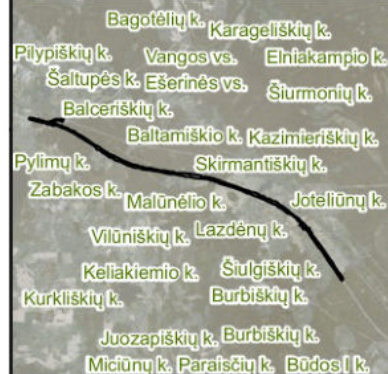 Bagotėlių k.
Karageliškių k.
Pilypiškių k. Vangos vs. Elniakampio k.
Šaltupės k. Ešerinės vs.
Šiurmonių k.
Balceriškių k.
Baltamiškio k. Kazimieriškių k.
Pylimų k. Skirmantiškių k.
Zabakos k. Malūnėlio k. Joteliūnų k.
Vilūniškių k. Lazdėnų k.
Keliakiemio k. Šiulgiškių k.
Kurkliškių k. Burbiškių k.
Juozapiškių k. Burbiškių k.
Miciūnų k. Paraisčių k. Būdos I k.